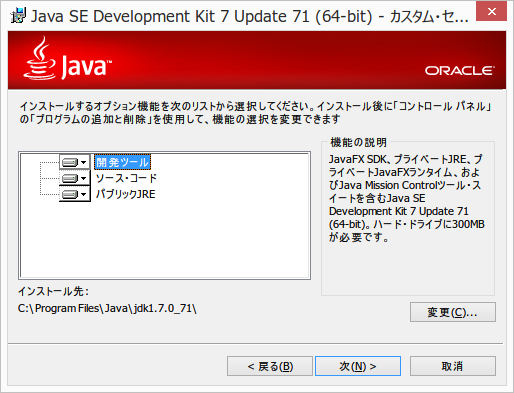 Java SE Development Kit 7 Update 71 (64-bit) - カスタム・セ...
Java™
ORACLE
インストールするオプション機能を次のリストから選択してください。インストール後に「コントロール パネル」
の「プログラムの追加と削除」を使用して、機能の選択を変更できます
開発ツール
ソース・コード
パブリックJRE
機能の説明
JavaFX SDK、プライベートJRE、プ
ライベートJavaFXランタイム、およ
びJava Mission Controlツール・ス
イートを含むJava SE
Development Kit 7 Update 71
(64-bit)。ハード・ドライブに300MB
が必要です。
インストール先：
C:\Program Files\Java\jdk1.7.0_71\
変更(C)...
< 戻る(B)
次(N) >
取消